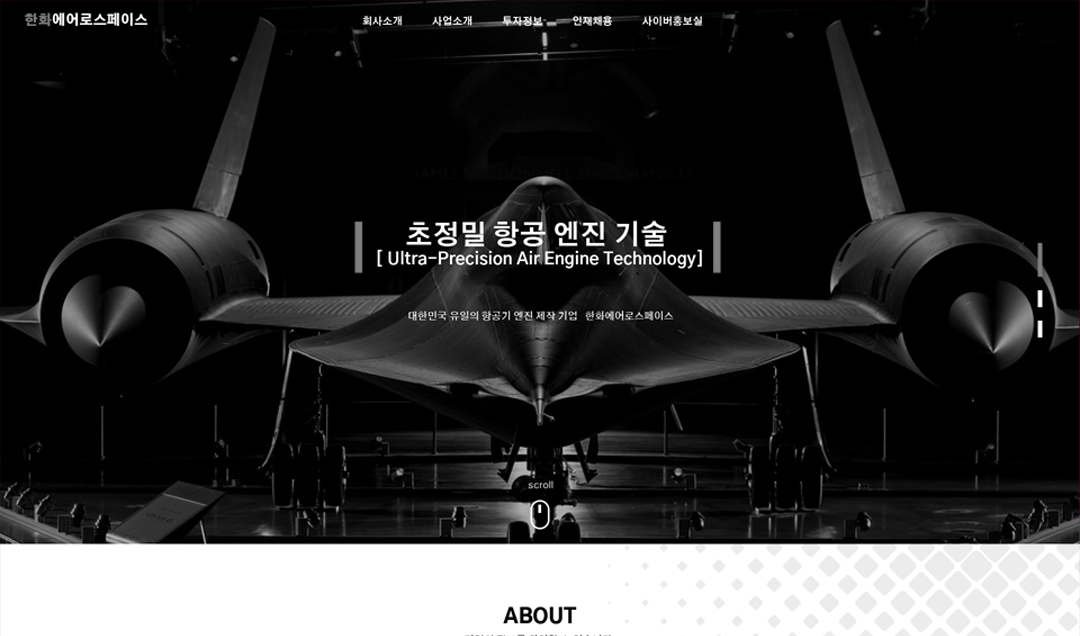 한화에어로스페이스
회사소개 사업소개 투자정보 인재채용 사이버홍보실
초정밀 항공 엔진 기술
[ Ultra-Precision Air Engine Technology]
대한민국 유일의 항공기 엔진 제작 기업 한화에어로스페이스
scroll
ABOUT